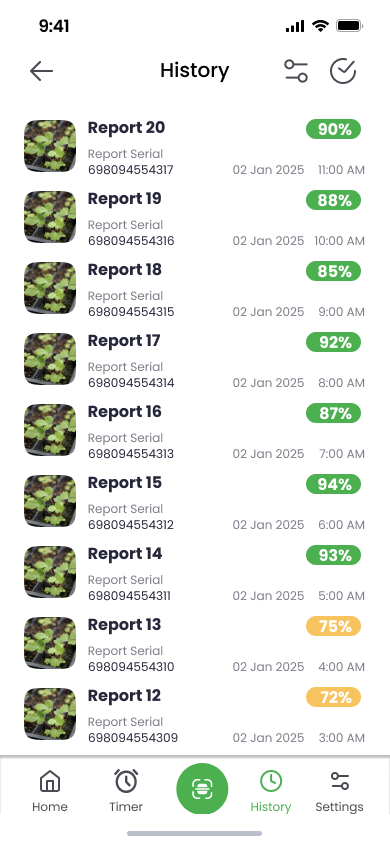 9:41
History
Report 20
90%
Report Serial
698094554317 02 Jan 2025 11:00 AM
Report 19
88%
Report Serial
698094554316 02 Jan 2025 10:00 AM
Report 18
85%
Report Serial
698094554315 02 Jan 2025 9:00 AM
Report 17
92%
Report Serial
698094554314 02 Jan 2025 8:00 AM
Report 16
87%
Report Serial
698094554313 02 Jan 2025 7:00 AM
Report 15
94%
Report Serial
698094554312 02 Jan 2025 6:00 AM
Report 14
93%
Report Serial
698094554311 02 Jan 2025 5:00 AM
Report 13
75%
Report Serial
698094554310 02 Jan 2025 4:00 AM
Report 12
72%
Report Serial
698094554309 02 Jan 2025 3:00 AM
Home Timer History Settings